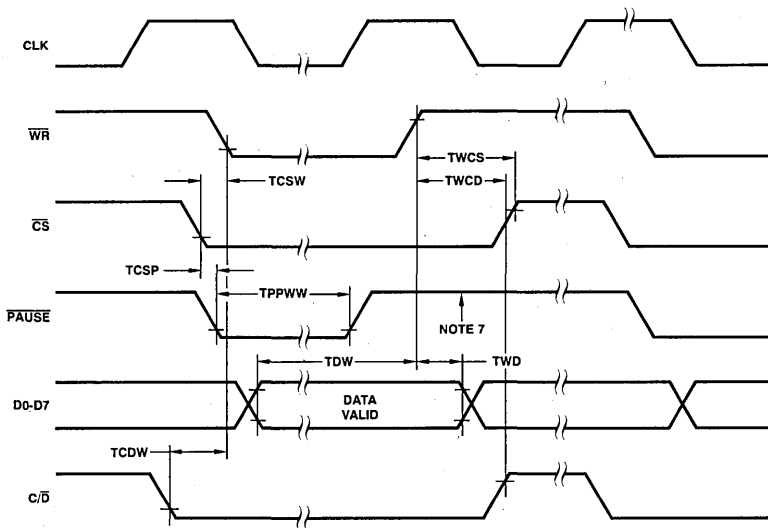 CLK
WR
TWCS
TCSW
TWCD
CS
TCSP
TPPWW
PAUSE
NOTE 7
TDW
TWD
D0-D7
DATA
VALID
TCDW
C/D